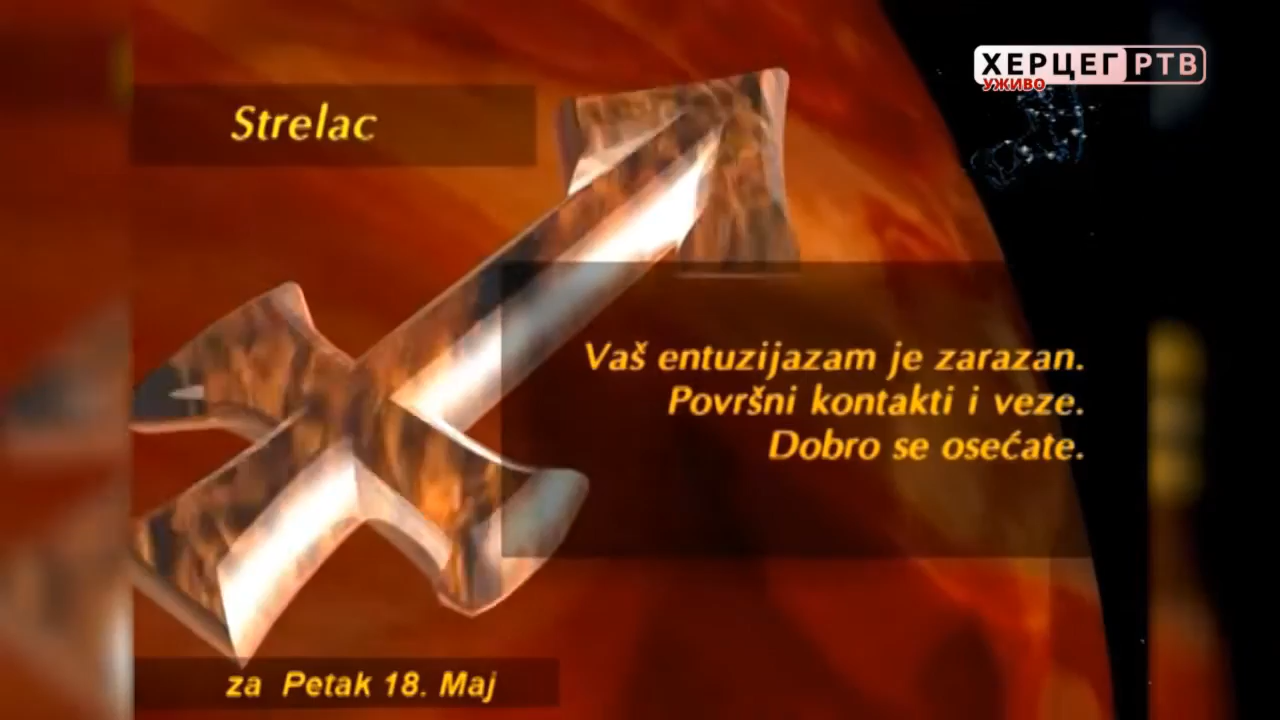 ХЕРЦЕГ РТВ
УЖИВО
Strelac
Vaš entuzijazam je zarazan.
Površni kontakti i veze.
Dobro se osećate.
za Petak 18. Maj